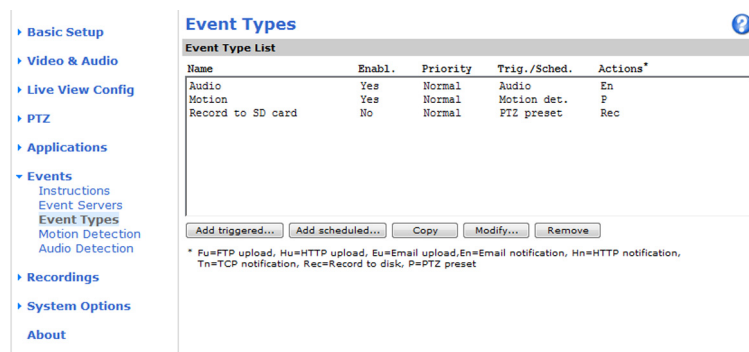 Basic Setup
Video & Audio
Live View Config
PTZ
Applications
Events
Instructions
Event Servers
Event Types
Motion Detection
Audio Detection
Recordings
System Options
About
Event Types
?
Event Type List
Name Enabl. Priority Trig./Sched. Actions*
Audio Yes Normal Audio En
Motion Yes Normal Motion det. P
Record to SD card No Normal PTZ preset Rec
Add triggered... Add scheduled... Copy Modify... Remove
* Fu=FTP upload, Hu=HTTP upload, Eu=Email upload,En=Email notification, Hn=HTTP notification,
Tn=TCP notification, Rec=Record to disk, P=PTZ preset